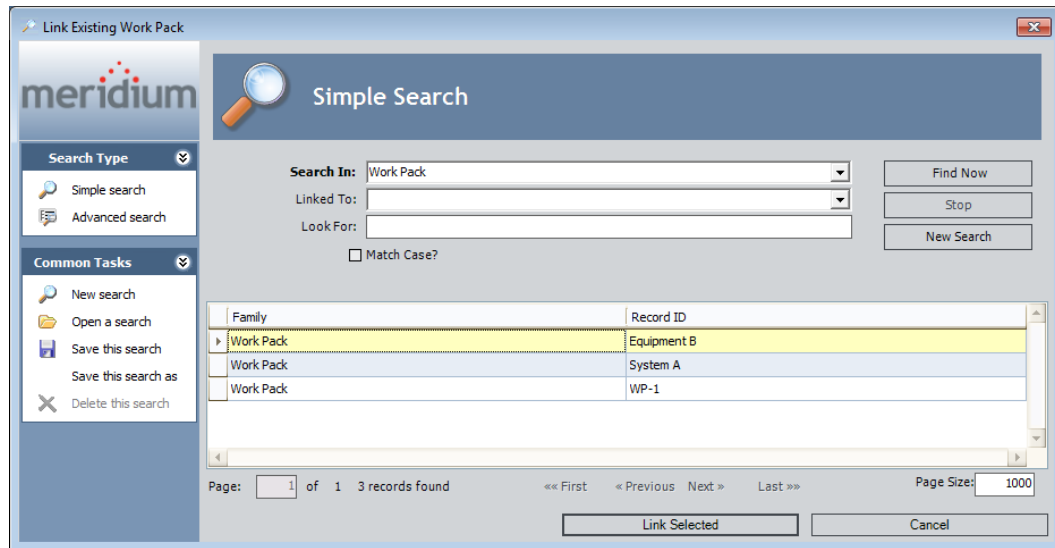 Link Existing Work Pack
meridium
Simple Search
Search Type
Simple search
Advanced search
Common Tasks
New search
Open a search
Save this search
Save this search as
Delete this search
Search In: Work Pack
Linked To:
Look For:
Match Case?
Find Now
Stop
New Search
Family Record ID
Work Pack Equipment B
Work Pack System A
Work Pack WP-1
Page: 1 of 1 3 records found «« First « Previous Next » Last »» Page Size: 1000
Link Selected Cancel